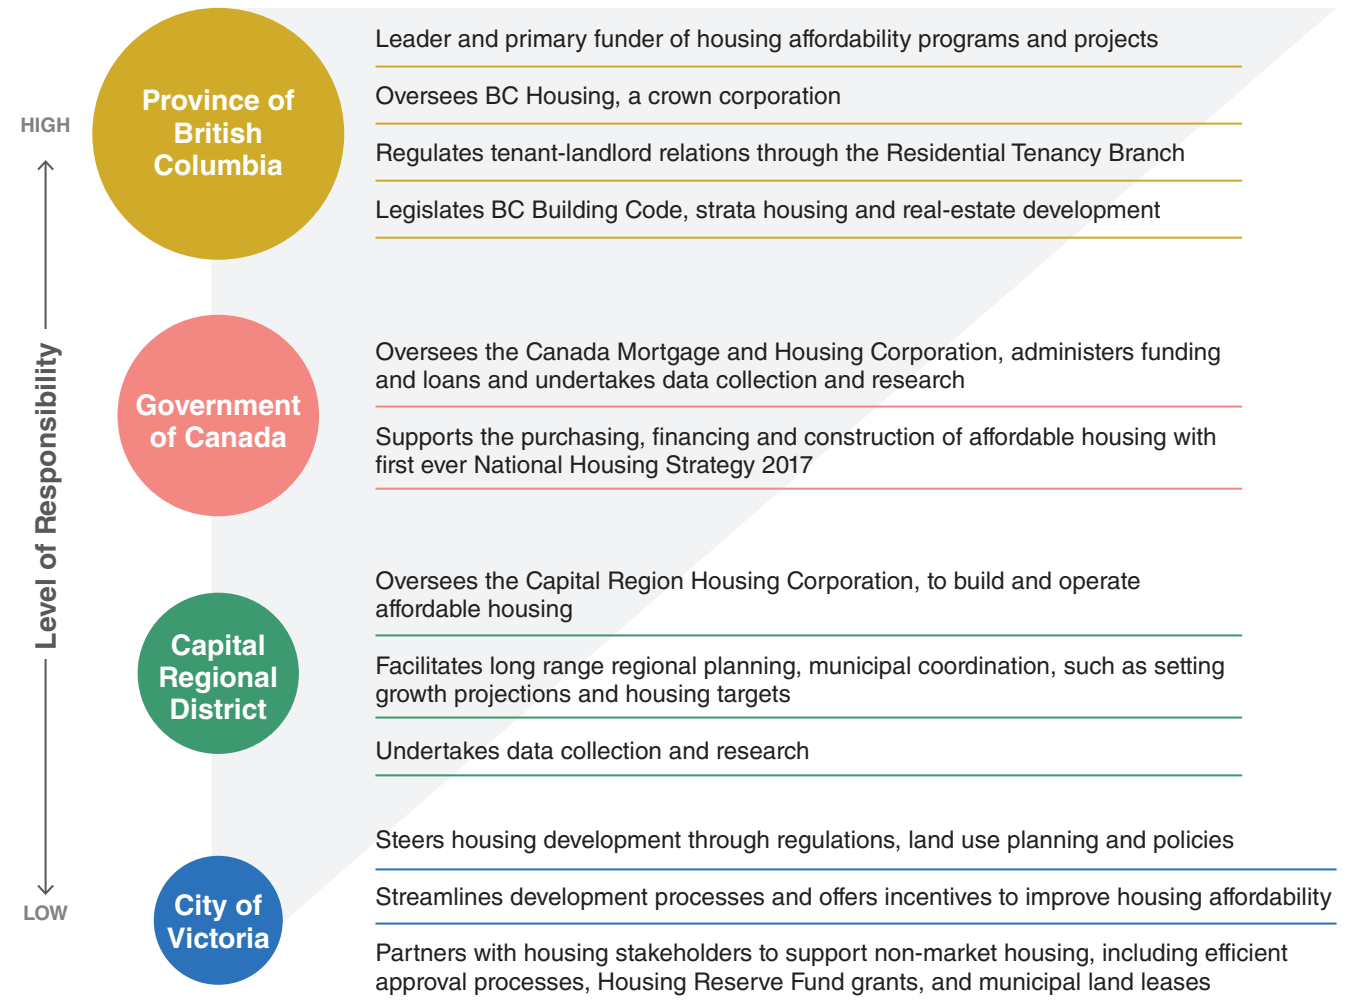 HIGH
Level of Responsibility
LOW
Province of
British
Columbia
Leader and primary funder of housing affordability programs and projects
Oversees BC Housing, a crown corporation
Regulates tenant-landlord relations through the Residential Tenancy Branch
Legislates BC Building Code, strata housing and real-estate development
Government
of Canada
Oversees the Canada Mortgage and Housing Corporation, administers funding
and loans and undertakes data collection and research
Supports the purchasing, financing and construction of affordable housing with
first ever National Housing Strategy 2017
Capital
Regional
District
Oversees the Capital Region Housing Corporation, to build and operate
affordable housing
Facilitates long range regional planning, municipal coordination, such as setting
growth projections and housing targets
Undertakes data collection and research
City of
Victoria
Steers housing development through regulations, land use planning and policies
Streamlines development processes and offers incentives to improve housing affordability
Partners with housing stakeholders to support non-market housing, including efficient
approval processes, Housing Reserve Fund grants, and municipal land leases